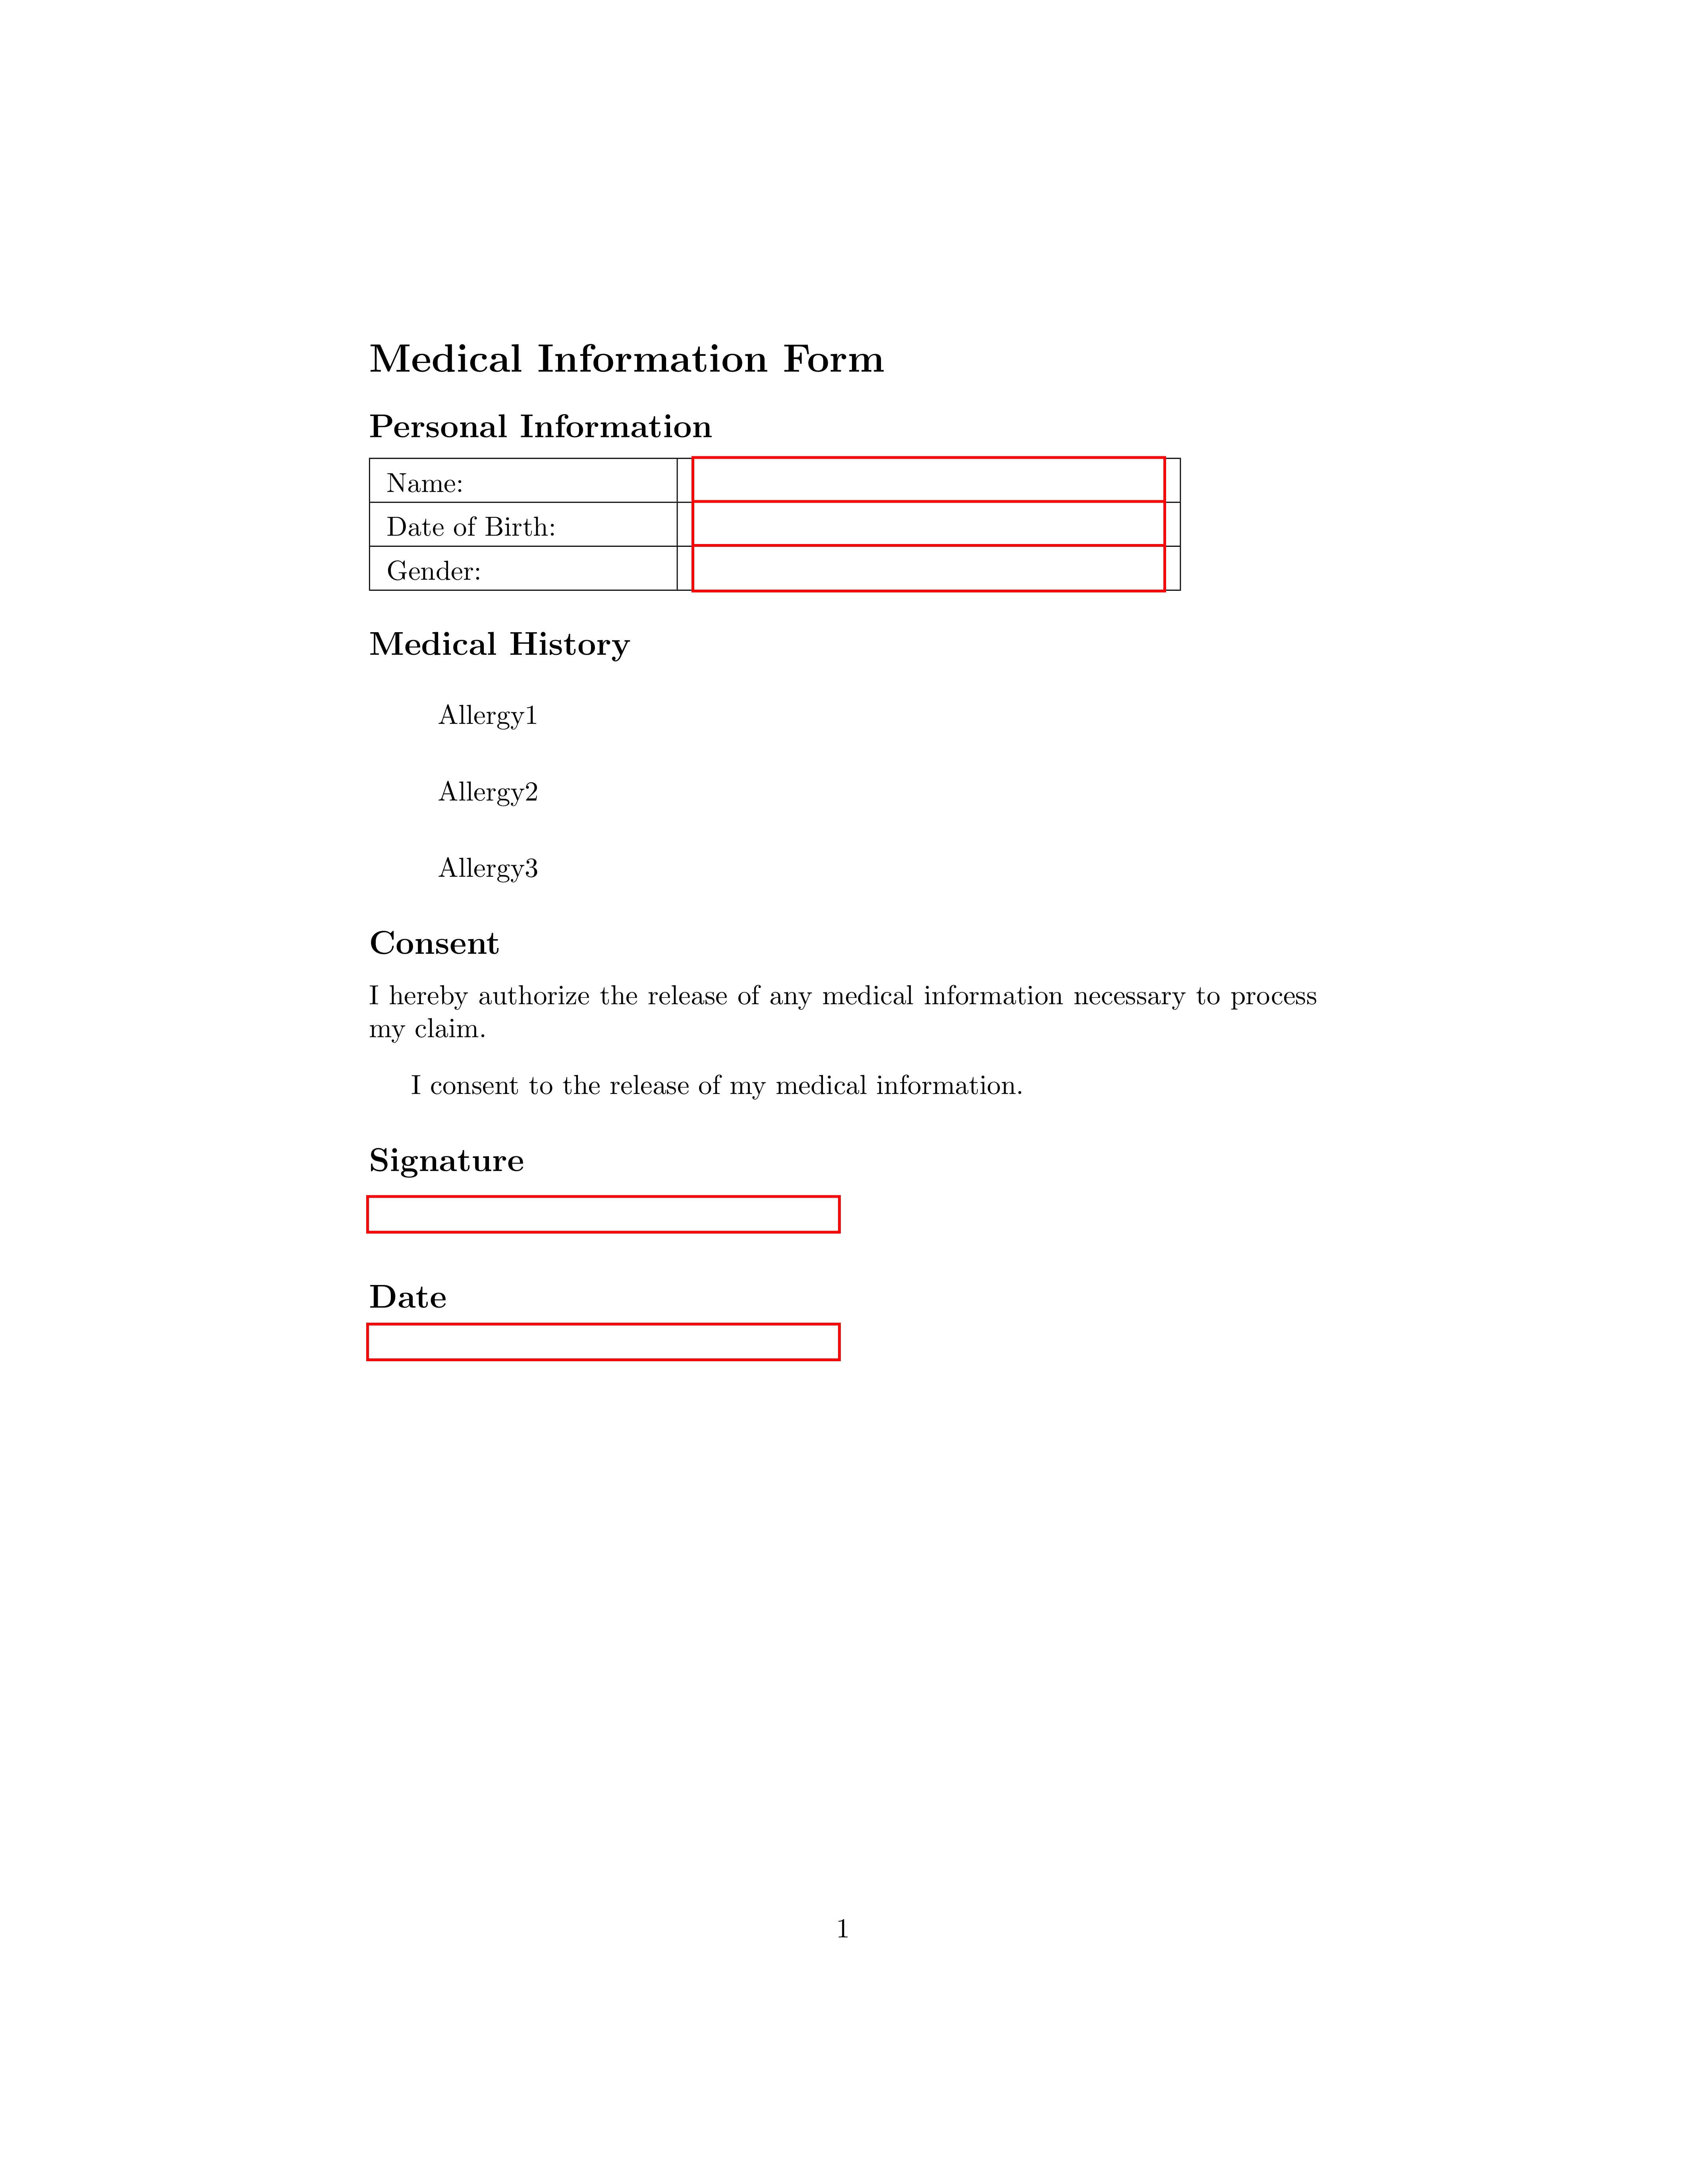 Medical Information Form
Personal Information
Name:
Date of Birth:
Gender:
Medical History
Allergy1
Allergy2
Allergy3
Consent
I hereby authorize the release of any medical information necessary to process
my claim.
I consent to the release of my medical information.
Signature
Date
1